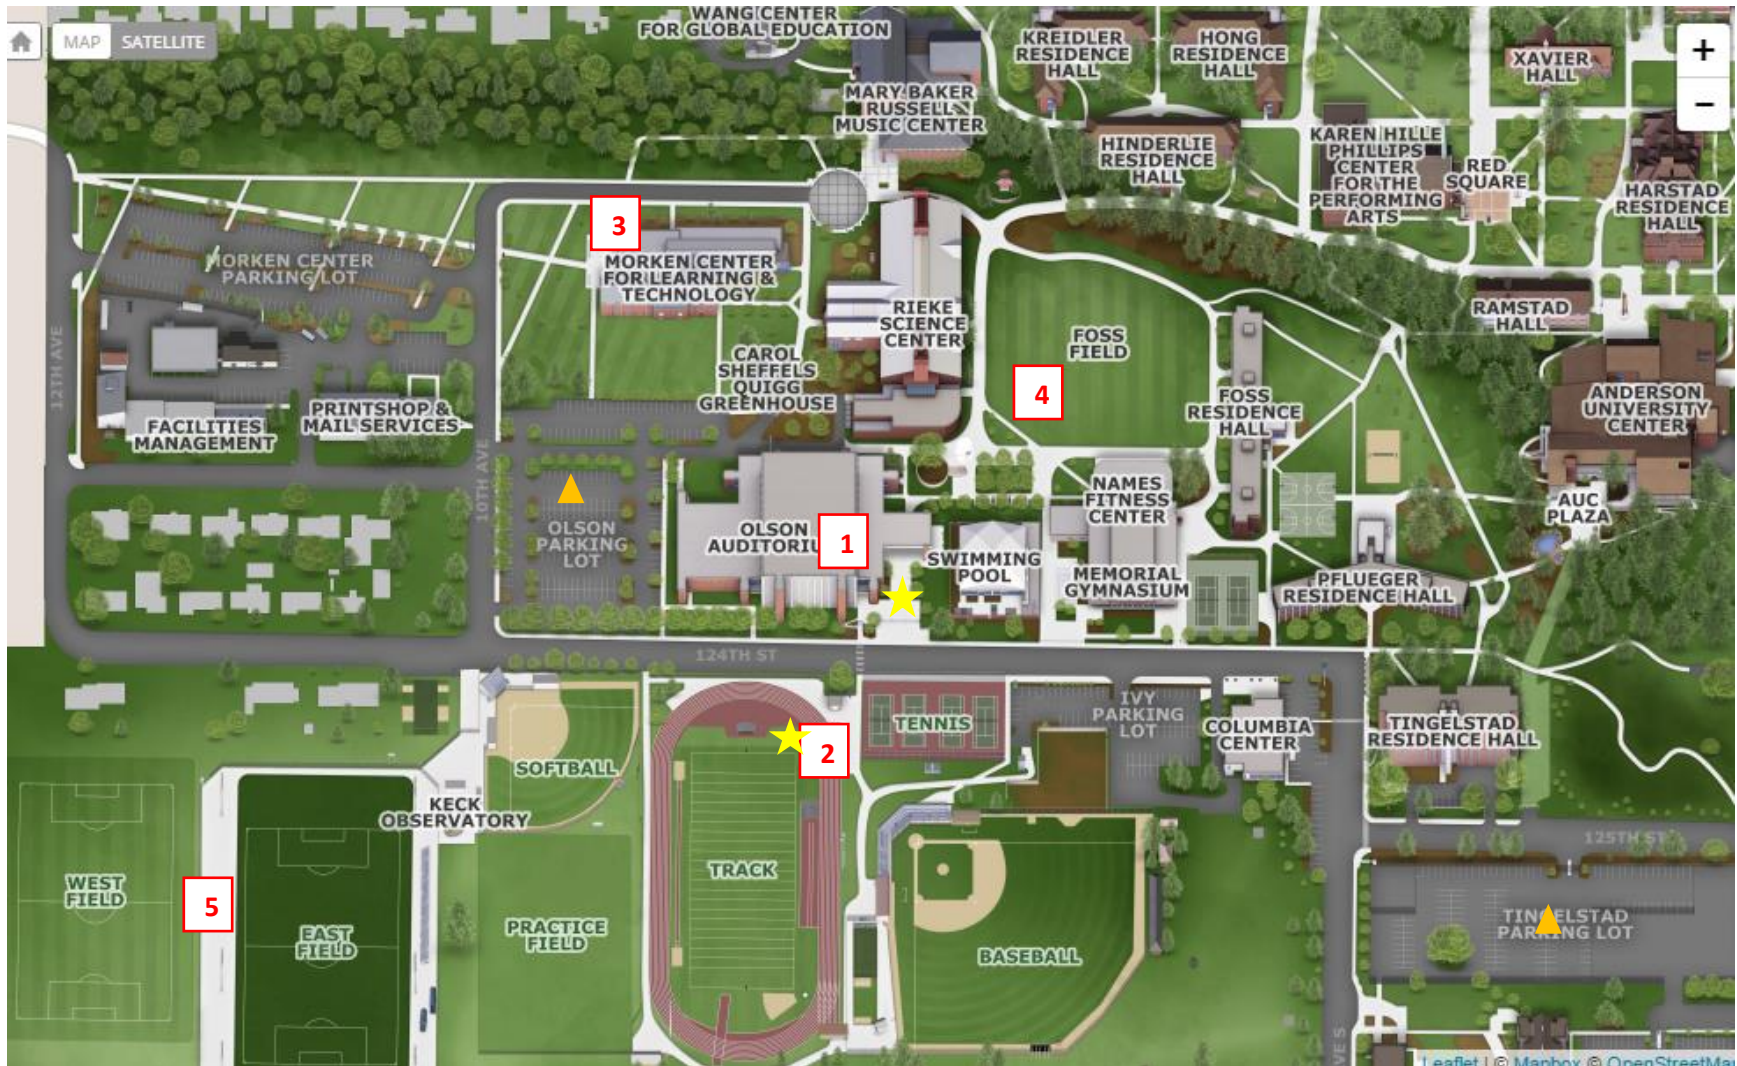 WANG CENTER
FOR GLOBAL EDUCATION
MAP
SATELLITE
KREIDLER
RESIDENCE
HALL
HONG
RESIDENCE
HALL
XAVIER
HALL
+
−
MARY BAKER
RUSSELL
MUSIC CENTER
HINDERLIE
RESIDENCE
HALL
KAREN HILLE
PHILLIPS
CENTER
FOR THE
PERFORMING
ARTS
RED
SQUARE
HARSTAD
RESIDENCE
HALL
3
MORKEN CENTER
PARKING LOT
MORKEN CENTER
FOR LEARNING &
TECHNOLOGY
RIEKE
SCIENCE
CENTER
FOSS
FIELD
RAMSTAD
HALL
12TH AVE
CAROL
SHEFFELS
QUIGG
GREENHOUSE
4
FOSS
RESIDENCE
HALL
ANDERSON
UNIVERSITY
CENTER
FACILITIES
MANAGEMENT
PRINTSHOP &
MAIL SERVICES
10TH AVE
OLSON
PARKING
LOT
OLSON
1
SWIMMING
POOL
NAMES
FITNESS
CENTER
MEMORIAL
GYMNASIUM
AUC
PLAZA
PFLUEGER
RESIDENCE HALL
124TH ST
TENNIS
IVY
PARKING
LOT
COLUMBIA
CENTER
TINGELSTAD
RESIDENCE HALL
2
SOFTBALL
KECK
OBSERVATORY
125TH ST
TRACK
WEST
FIELD
5
EAST
FIELD
PRACTICE
FIELD
BASEBALL
TINGELSTAD
PARKING LOT
VE S
Leaflet | © Mapbox © OpenStreetMa